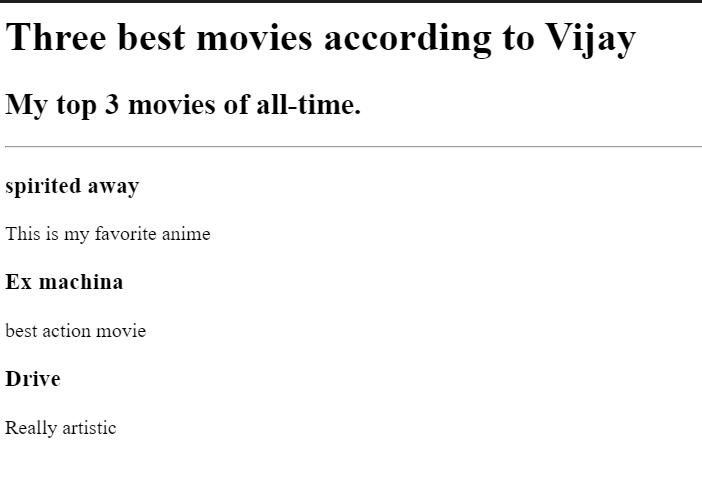 Three best movies according to Vijay
My top 3 movies of all-time.
spirited away
This is my favorite anime
Ex machina
best action movie
Drive
Really artistic